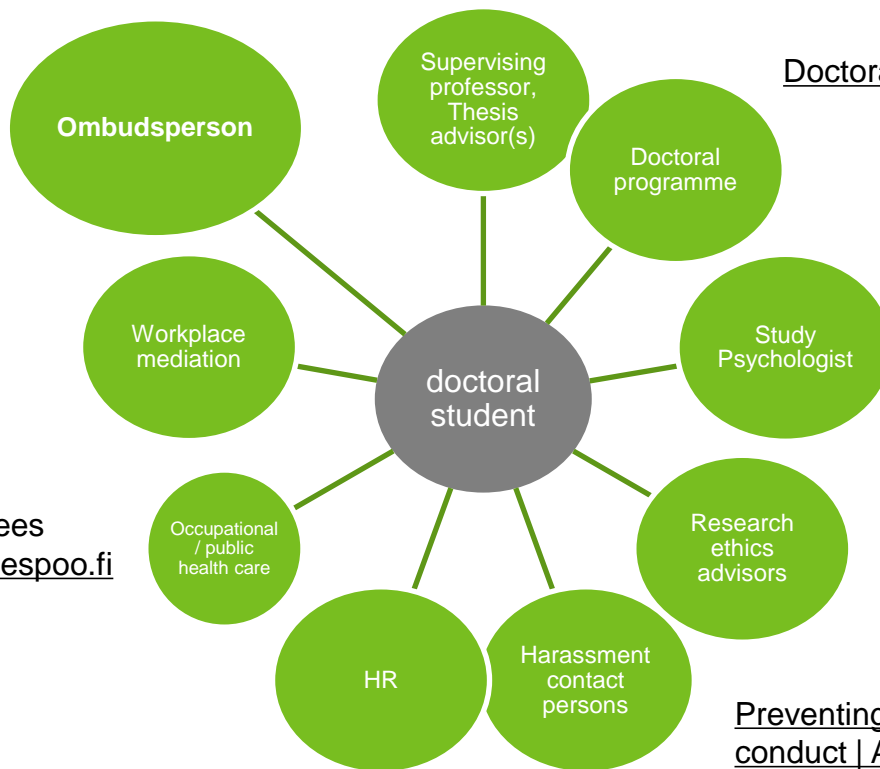 Supervising
professor,
Thesis
advisor(s)
Ombudsperson
Doctoral
programme
Workplace
mediation
Study
Psychologist
doctoral
student
ees
espoo.fi
Occupational
/ public
health care
Research
ethics
advisors
HR
Harassment
contact
persons
Preventing
conduct | A